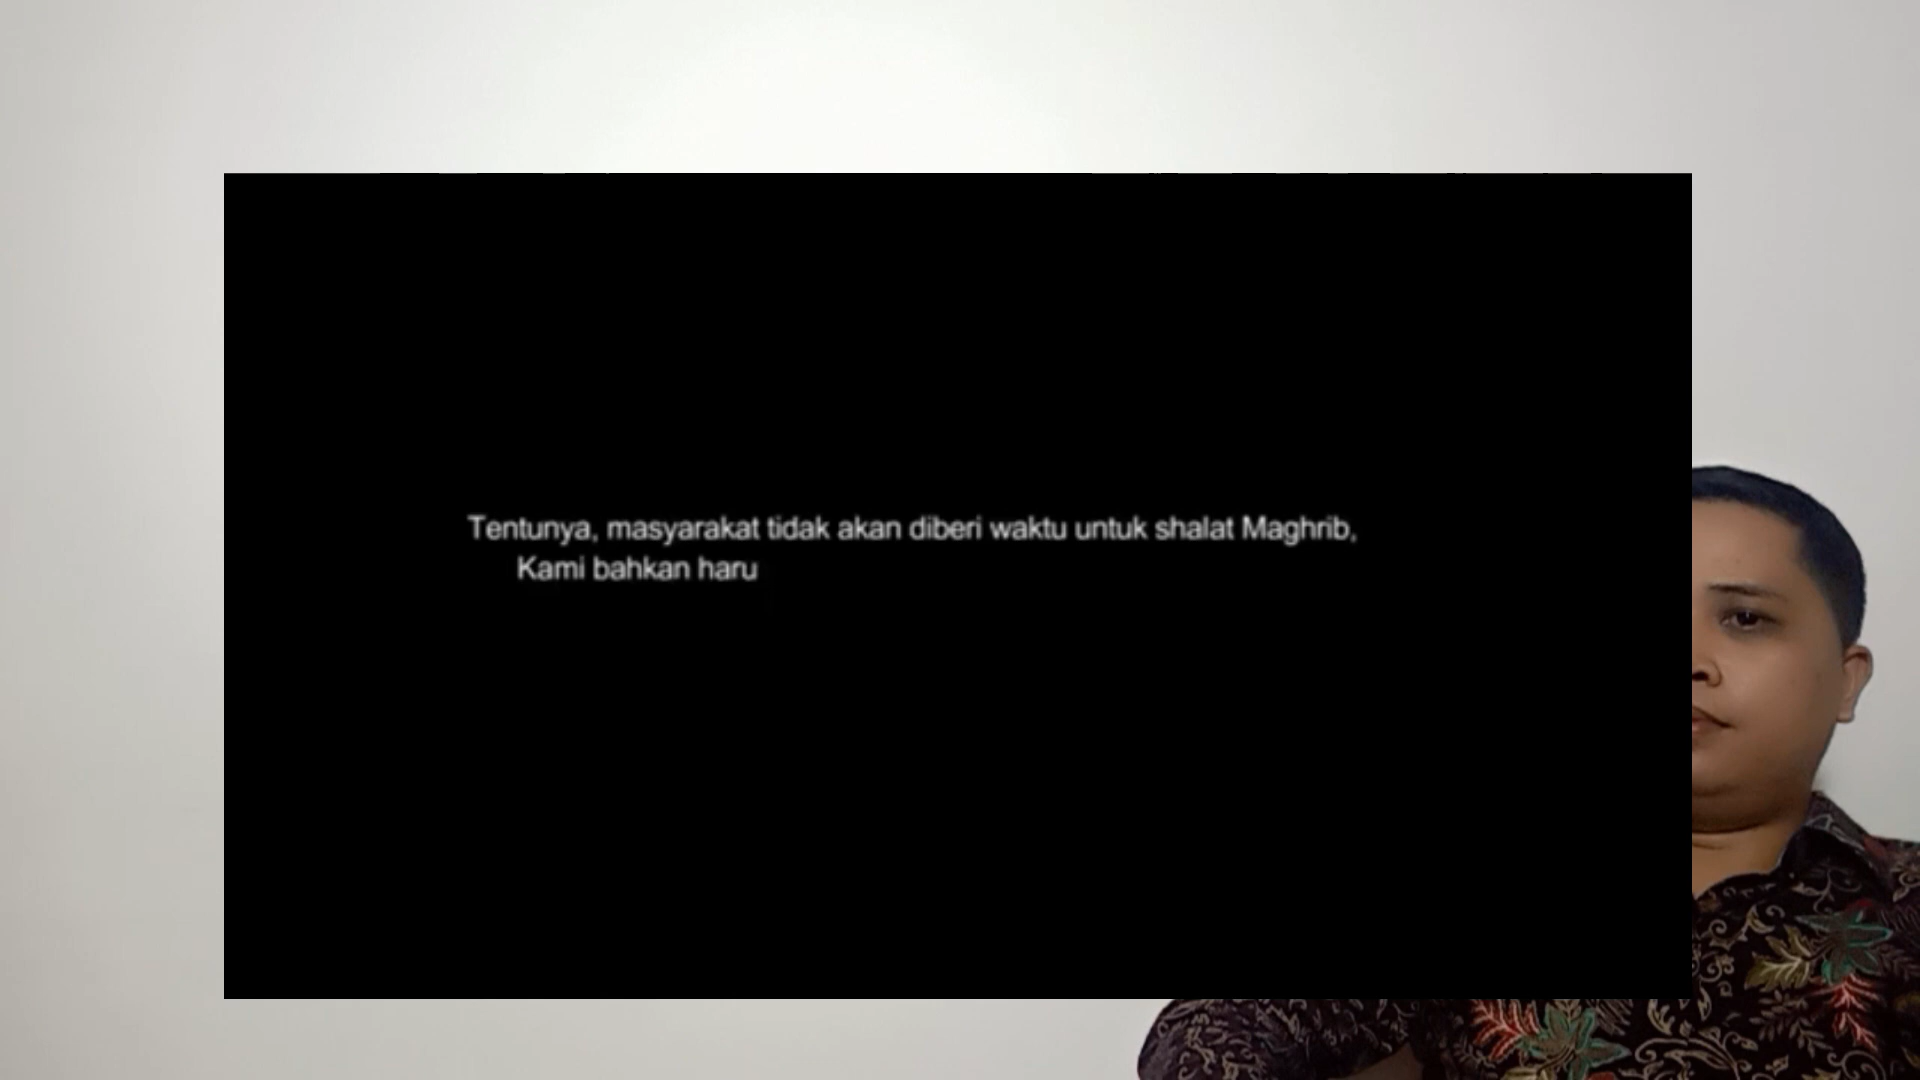 Tentunya, masyarakat tidak akan diberi waktu untuk shalat Maghrib,
Kami bahkan haru